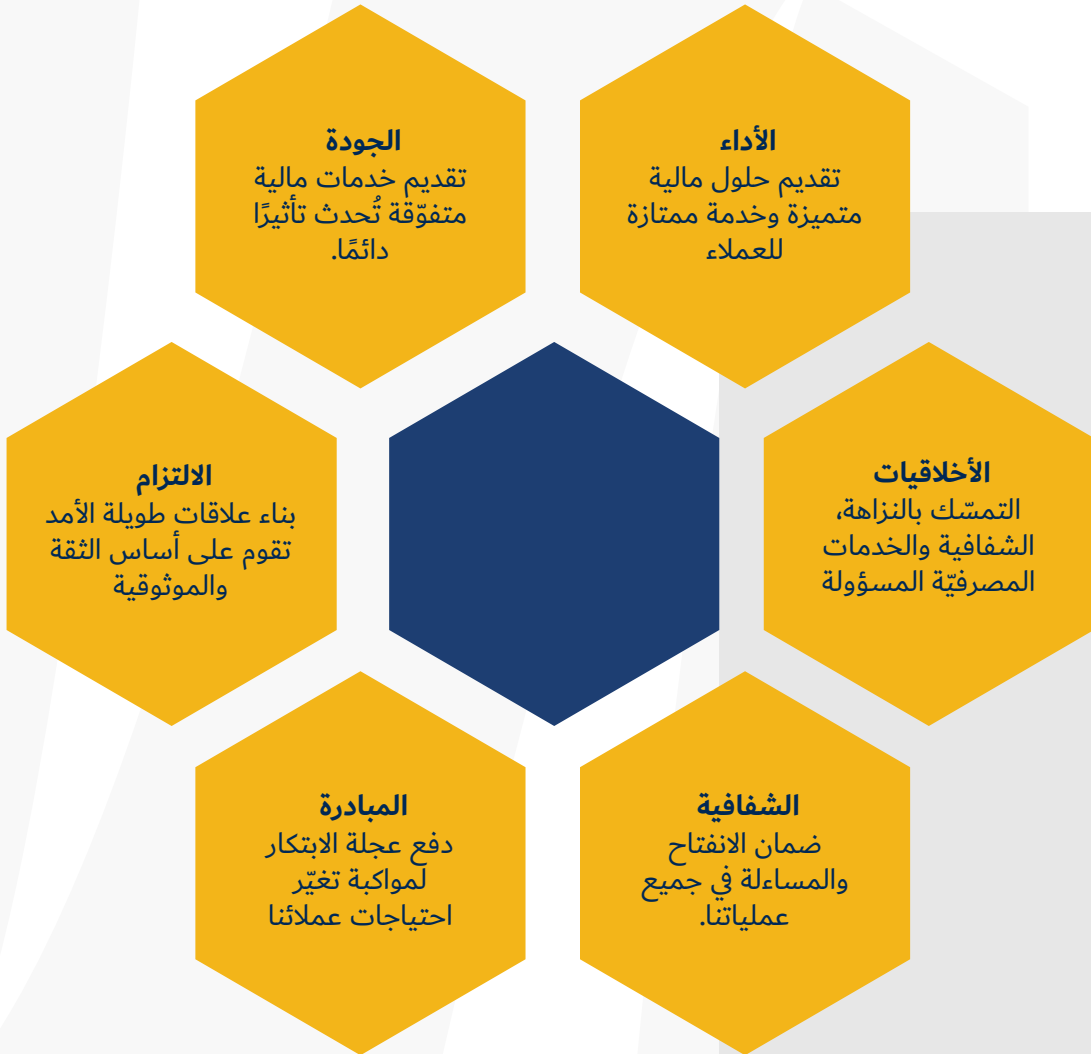 الأداء
تقديم حلول مالية
متميزة وخدمة ممتازة
للعملاء
الجودة
تقديم خدمات مالية
متفوّقة تُحدث تأثيرًا
دائمًا.
الأخلاقيات
التمسّك بالنزاهة،
الشفافية والخدمات
المصرفيّة المسؤولة
الالتزام
بناء علاقات طويلة الأمد
تقوم على أساس الثقة
والموثوقية
الشفافية
ضمان الانفتاح
والمساءلة في جميع
عملياتنا.
المبادرة
دفع عجلة الابتكار
لمواكبة تغيّر
احتياجات عملائنا